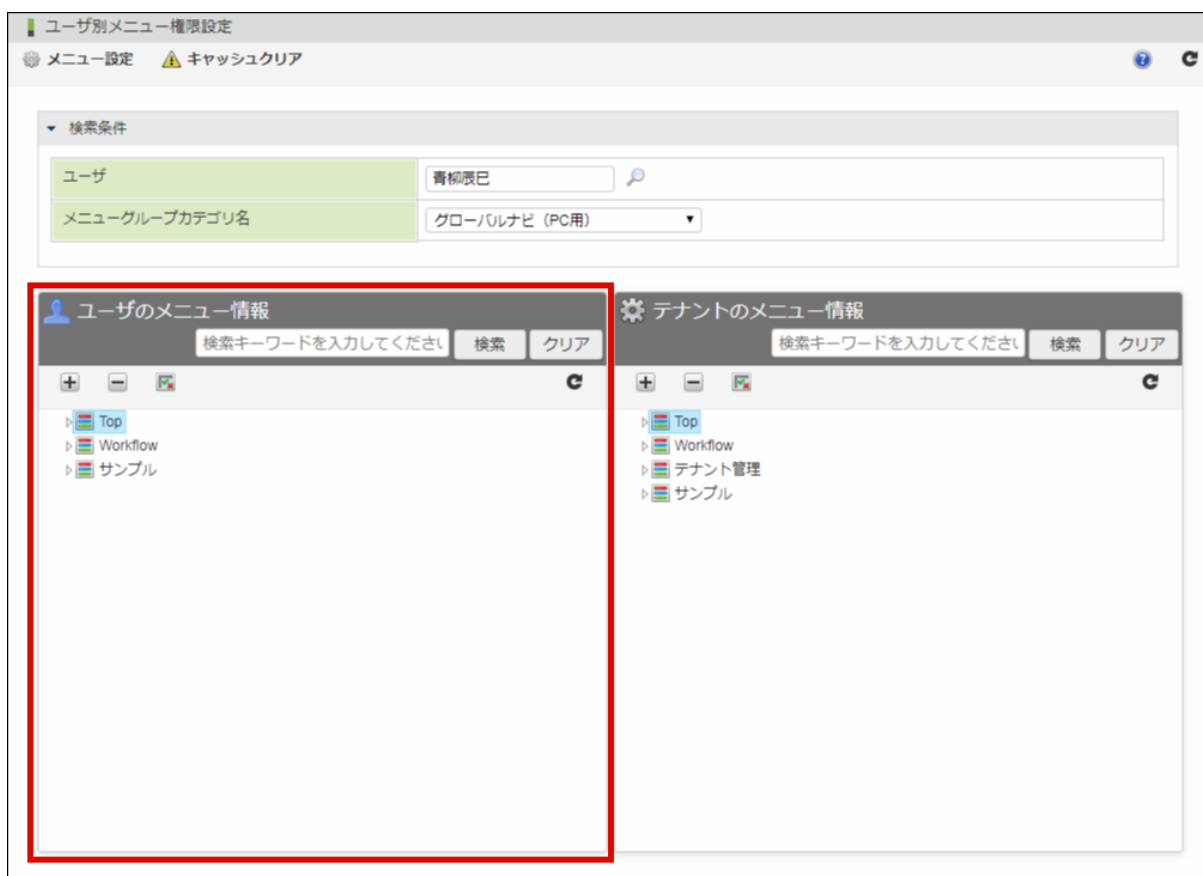 ユーザ別メニュー権限設定
メニュー設定 キャッシュクリア
検索条件
ユーザ 青柳辰巳
メニューグループカテゴリ名 グローバルナビ（PC用）
ユーザのメニュー情報
検索キーワードを入力してください 検索 クリア
Top
Workflow
サンプル
テナントのメニュー情報
検索キーワードを入力してください 検索 クリア
Top
Workflow
テナント管理
サンプル